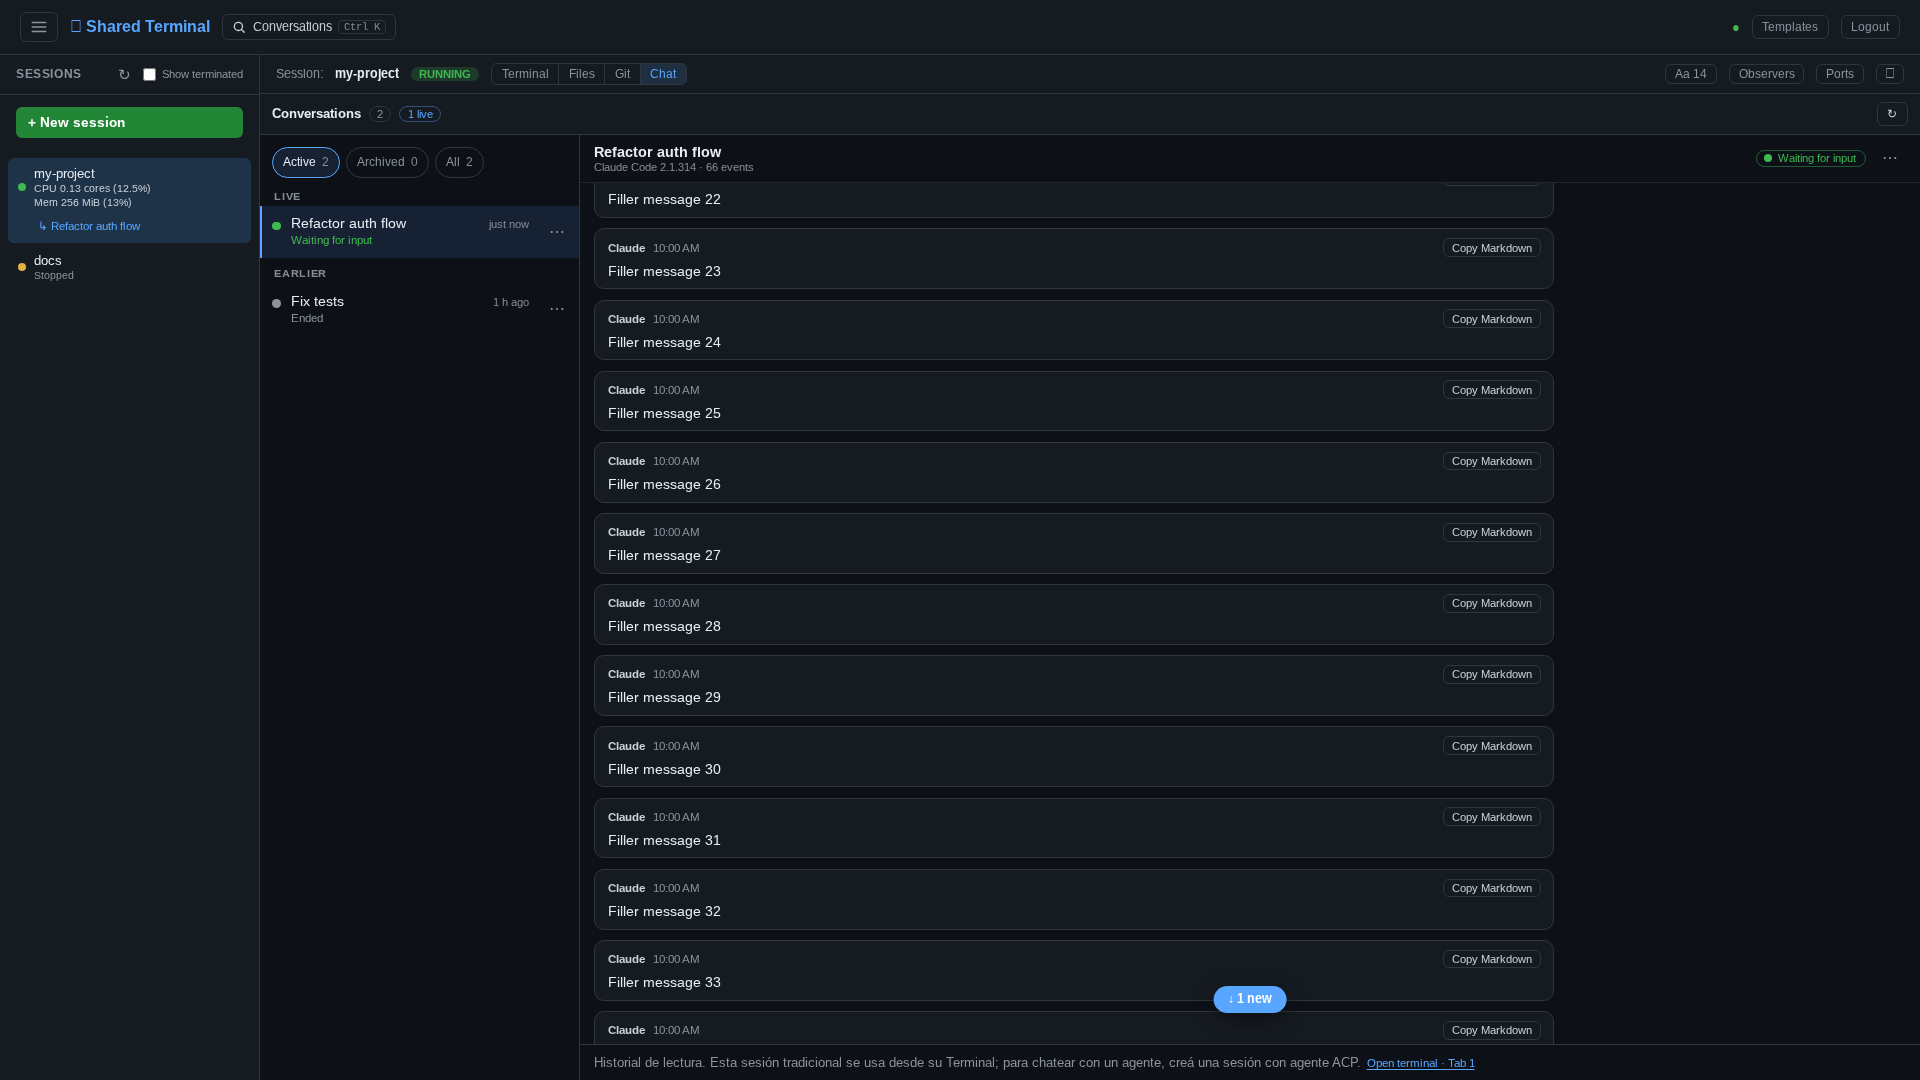 Shared Terminal
Conversations Ctrl K
Templates
Logout
SESSIONS
↻
Show terminated
Session: my-project RUNNING
Terminal Files Git Chat
Aa 14
Observers
Ports
+ New session
my-project
CPU 0.13 cores (12.5%)
Mem 256 MiB (13%)
↳ Refactor auth flow
docs
Stopped
Conversations 2 1 live
↻
Active 2
Archived 0
All 2
LIVE
Refactor auth flow just now ⋯
Waiting for input
EARLIER
Fix tests 1 h ago ⋯
Ended
Refactor auth flow
Claude Code 2.1.314 · 66 events
Waiting for input ⋯
Filler message 22
Claude 10:00 AM Copy Markdown
Filler message 23
Claude 10:00 AM Copy Markdown
Filler message 24
Claude 10:00 AM Copy Markdown
Filler message 25
Claude 10:00 AM Copy Markdown
Filler message 26
Claude 10:00 AM Copy Markdown
Filler message 27
Claude 10:00 AM Copy Markdown
Filler message 28
Claude 10:00 AM Copy Markdown
Filler message 29
Claude 10:00 AM Copy Markdown
Filler message 30
Claude 10:00 AM Copy Markdown
Filler message 31
Claude 10:00 AM Copy Markdown
Filler message 32
Claude 10:00 AM Copy Markdown
Filler message 33
↓ 1 new
Claude 10:00 AM Copy Markdown
Historial de lectura. Esta sesión tradicional se usa desde su Terminal; para chatear con un agente, creá una sesión con agente ACP. Open terminal · Tab 1